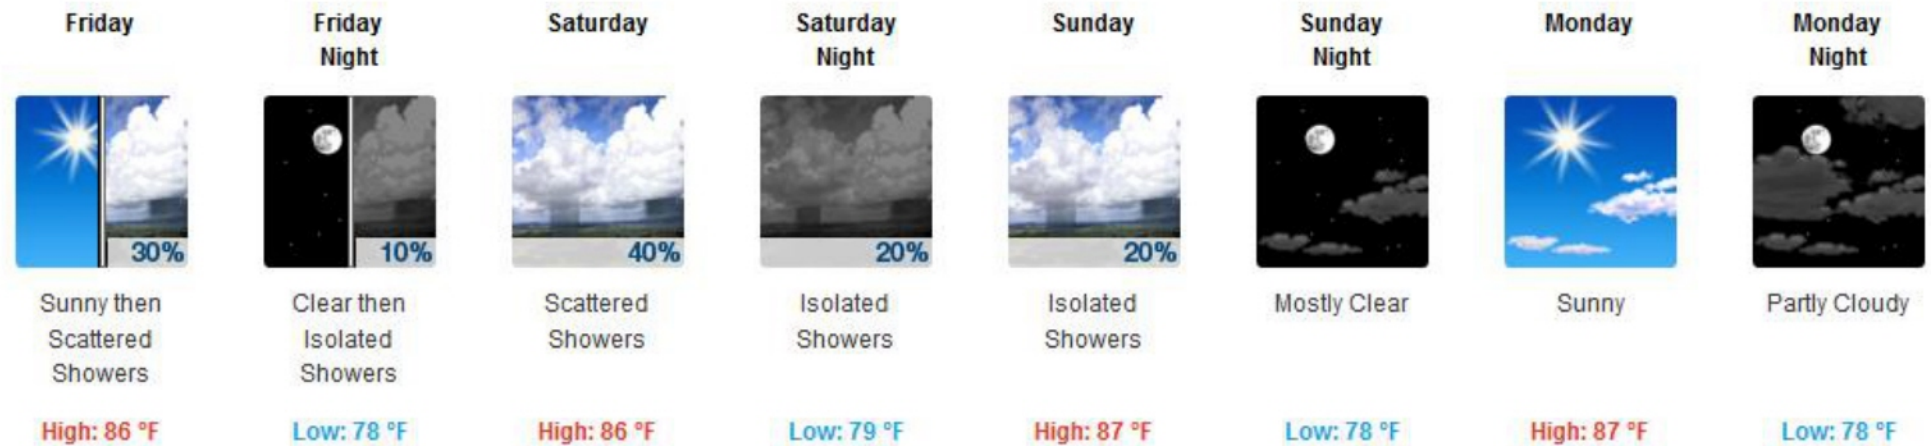 Friday
Friday
Night
Saturday
Saturday
Night
Sunday
Sunday
Night
Monday
Monday
Night
30%
10%
40%
20%
20%
Sunny then
Scattered
Showers
Clear then
Isolated
Showers
Scattered
Showers
Isolated
Showers
Isolated
Showers
Mostly Clear
Sunny
Partly Cloudy
High: 86 °F
Low: 78 °F
High: 86 °F
Low: 79 °F
High: 87 °F
Low: 78 °F
High: 87 °F
Low: 78 °F